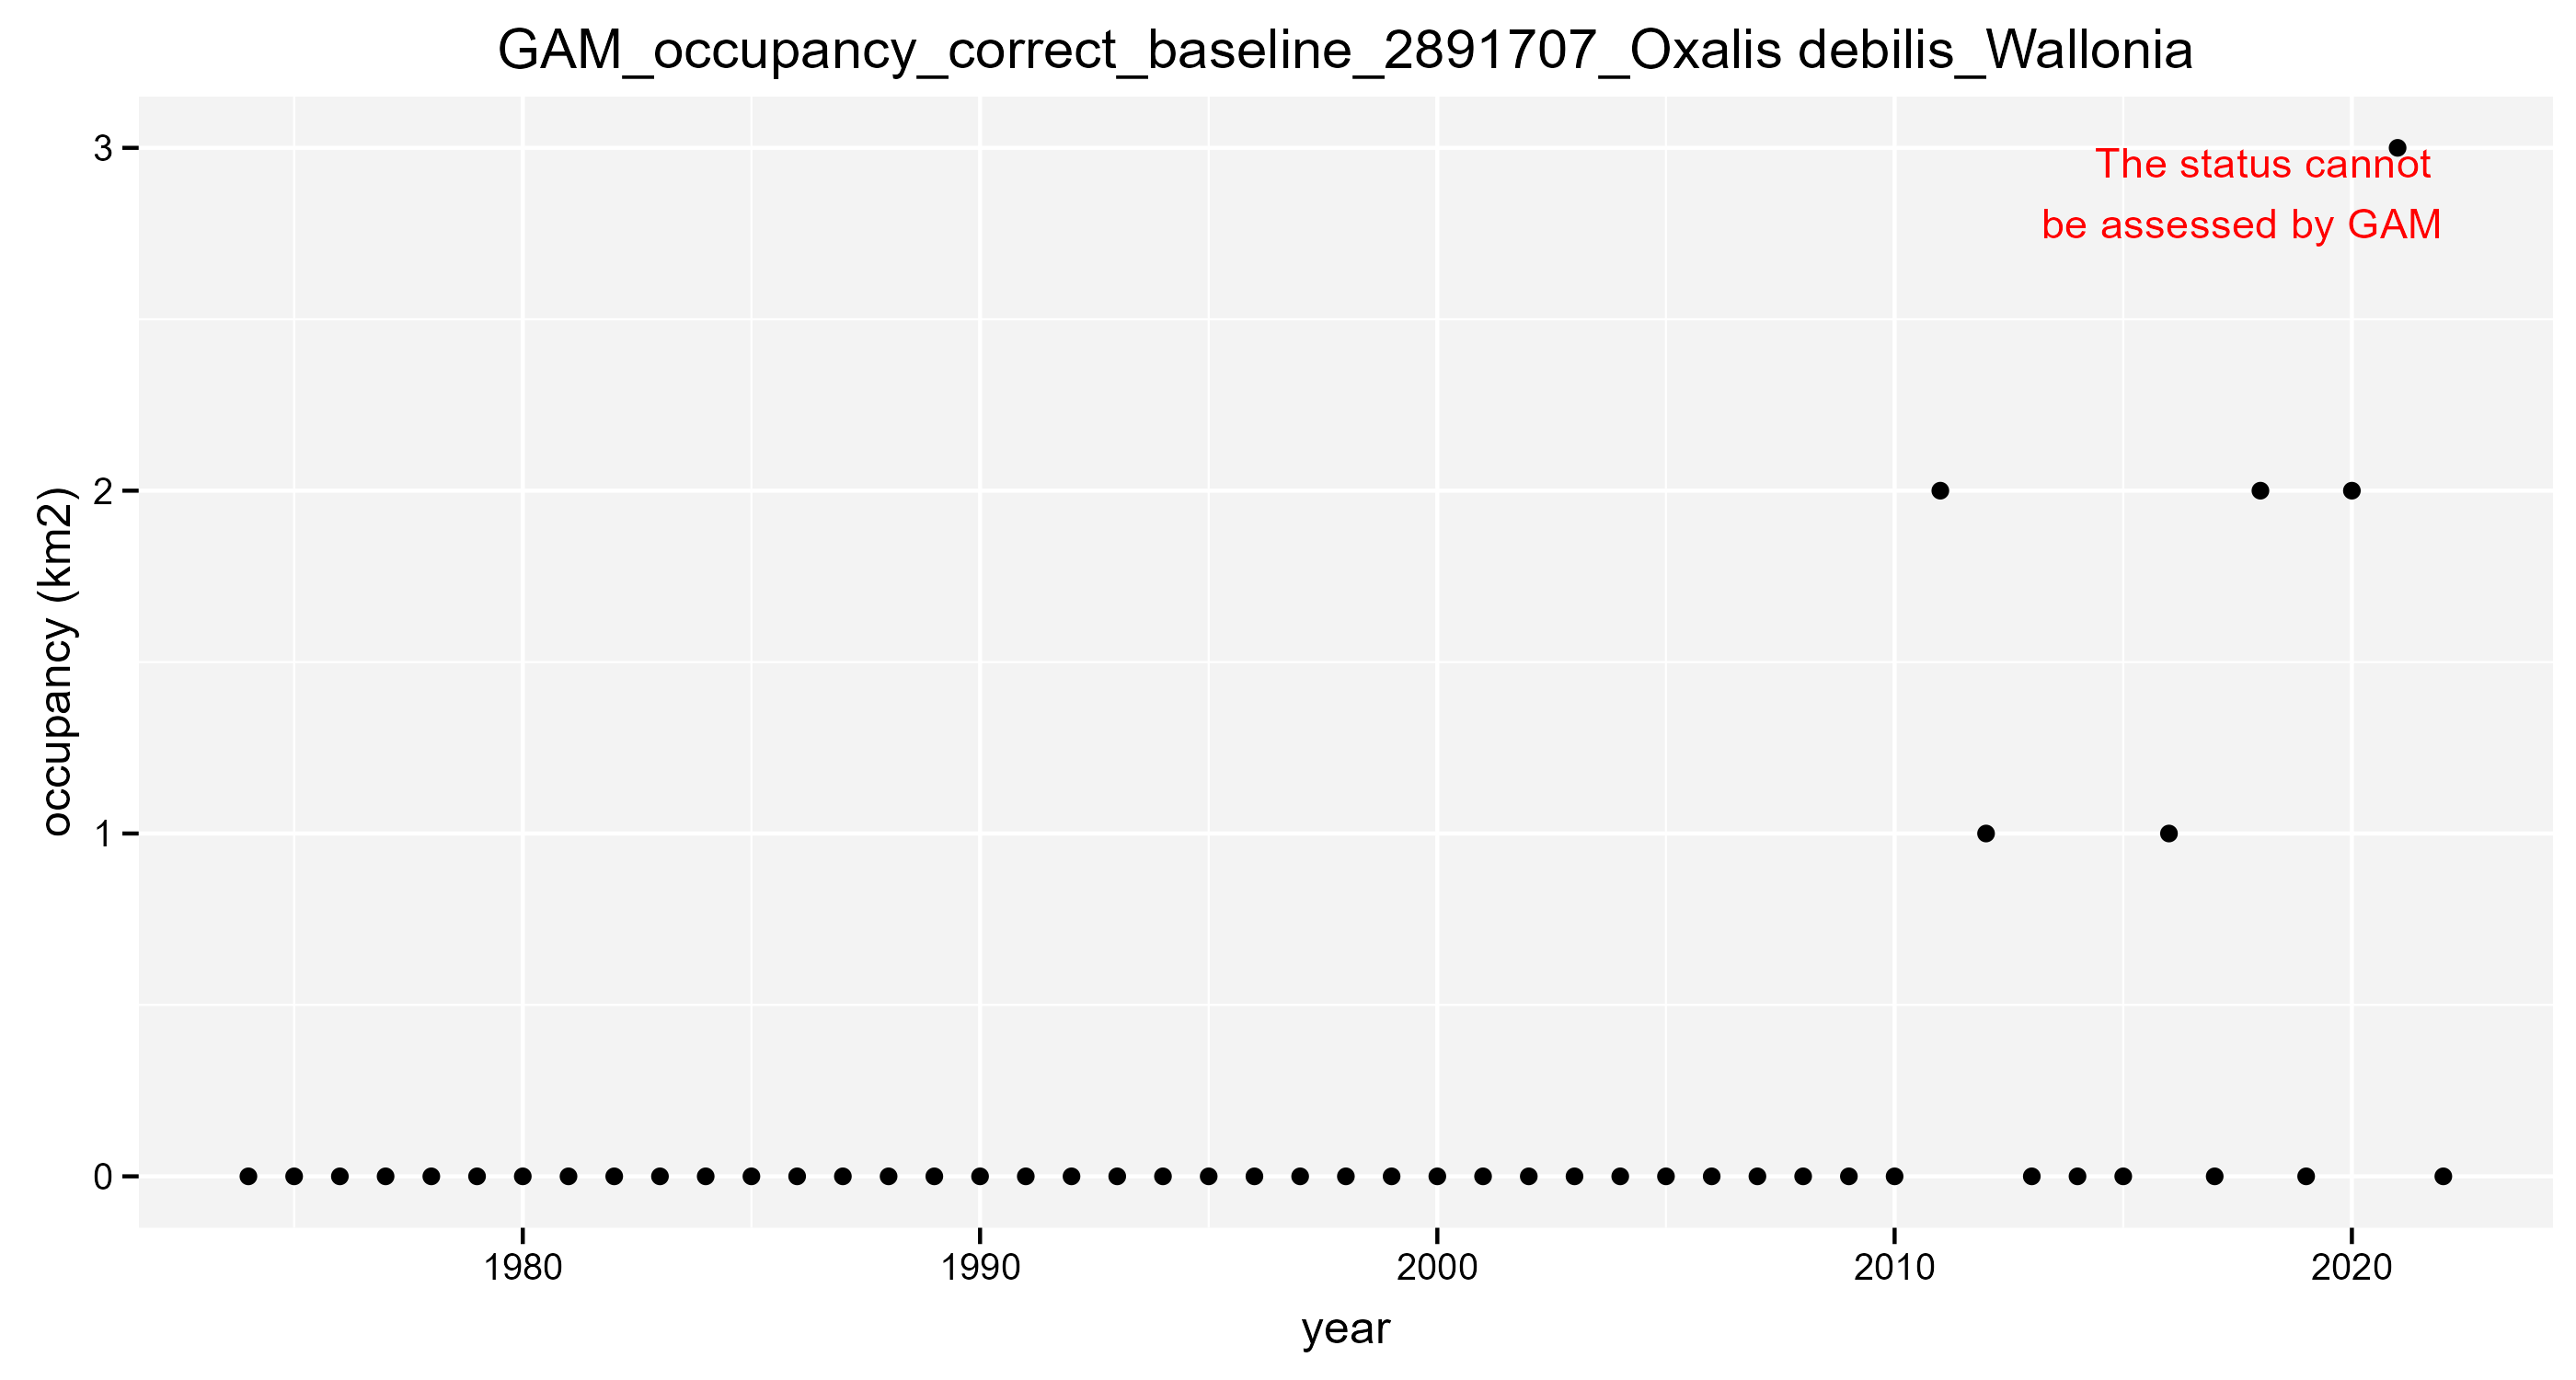 GAM_occupancy_correct_baseline_2891707_Oxalis debilis_Wallonia
3
The status cannot
be assessed by GAM
2
occupancy (km2)
1
0
1980 1990 2000 2010 2020
year